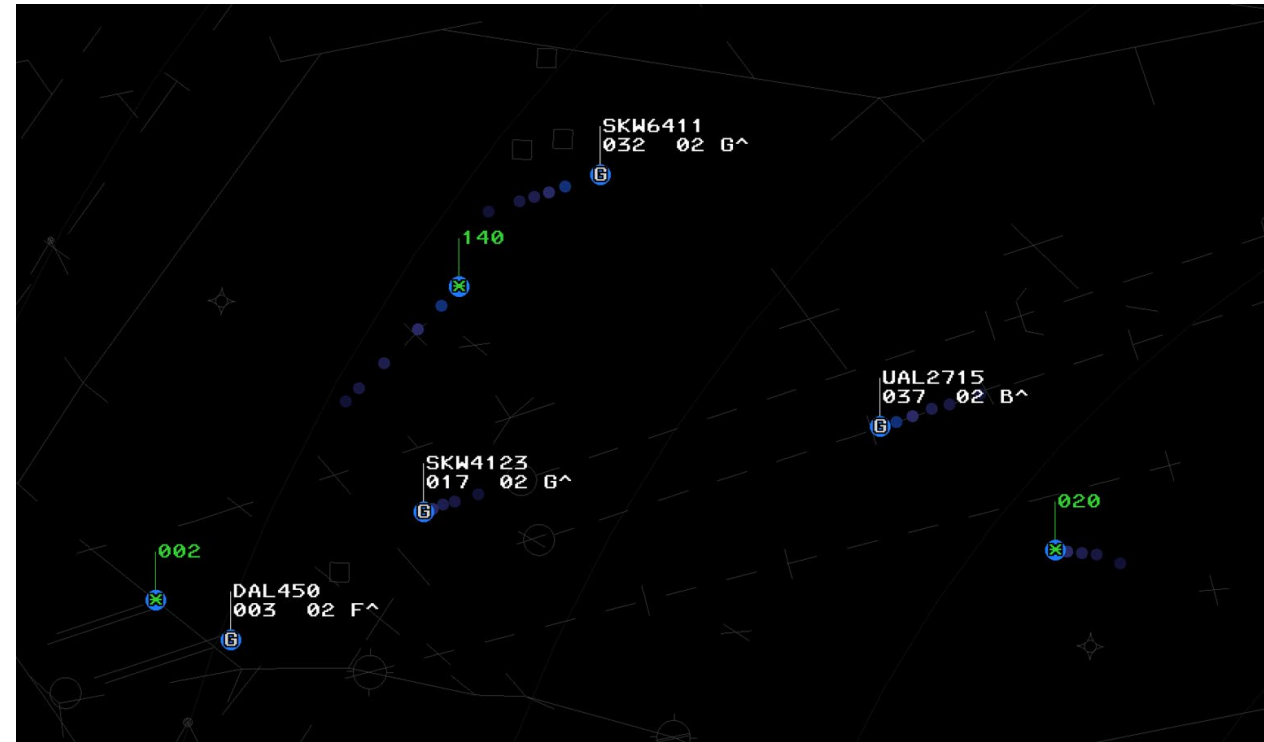 SKW6411
032  02 G^
G
140
UAL2715
037  02 B^
G
SKW4123
017  02 G^
G
020
002
DAL450
003  02 F^
G